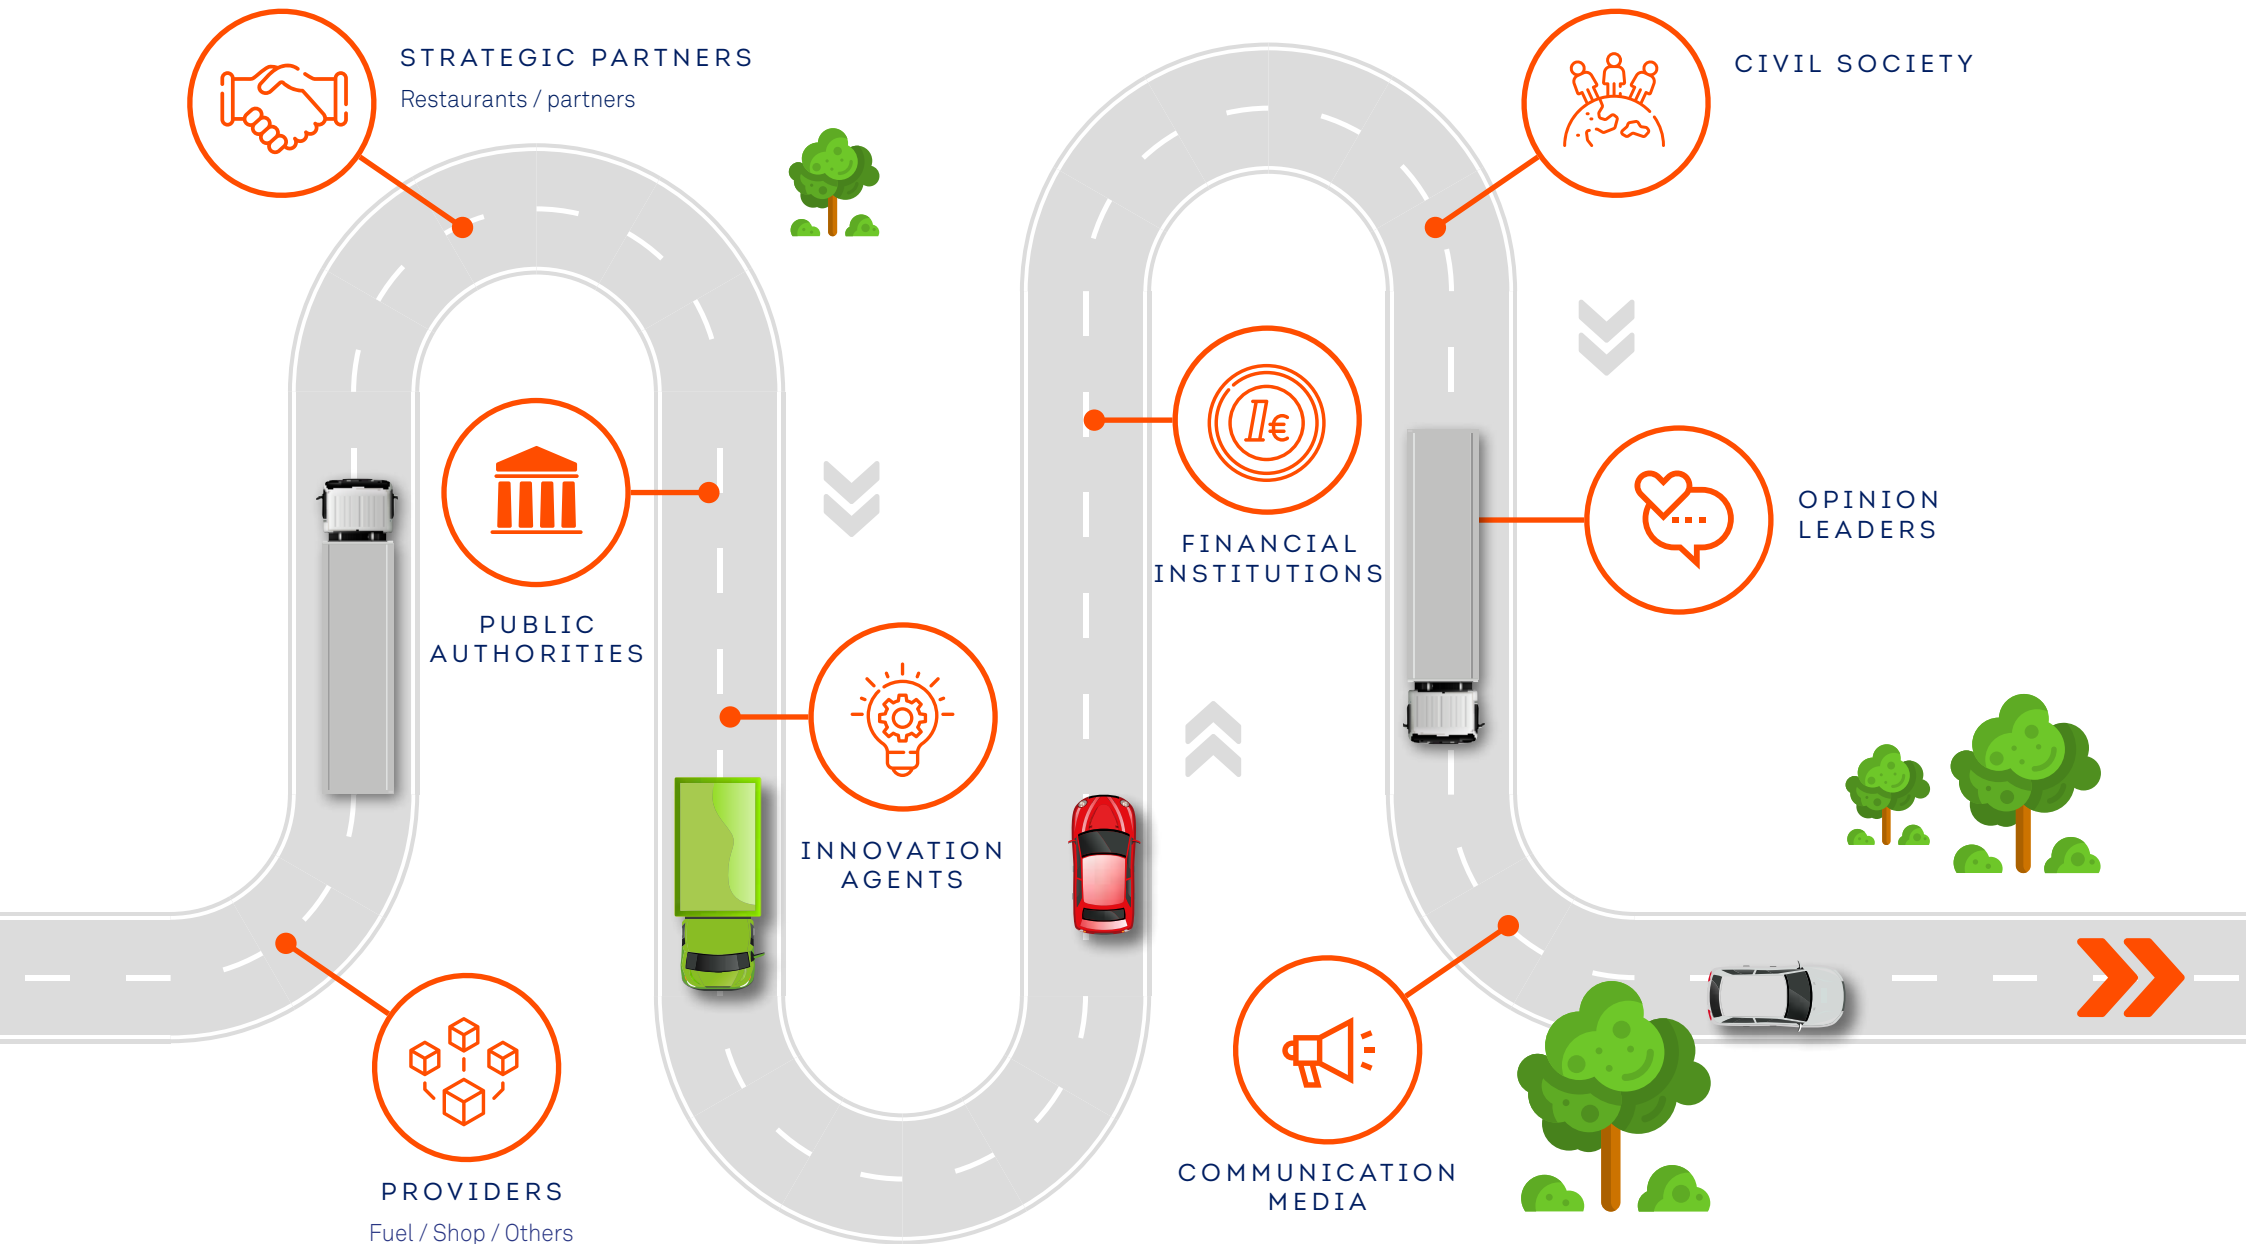 STRATEGIC PARTNERS
Restaurants / partners
CIVIL SOCIETY
1€
FINANCIAL
INSTITUTIONS
OPINION
LEADERS
PUBLIC
AUTHORITIES
INNOVATION
AGENTS
COMMUNICATION
MEDIA
PROVIDERS
Fuel / Shop / Others